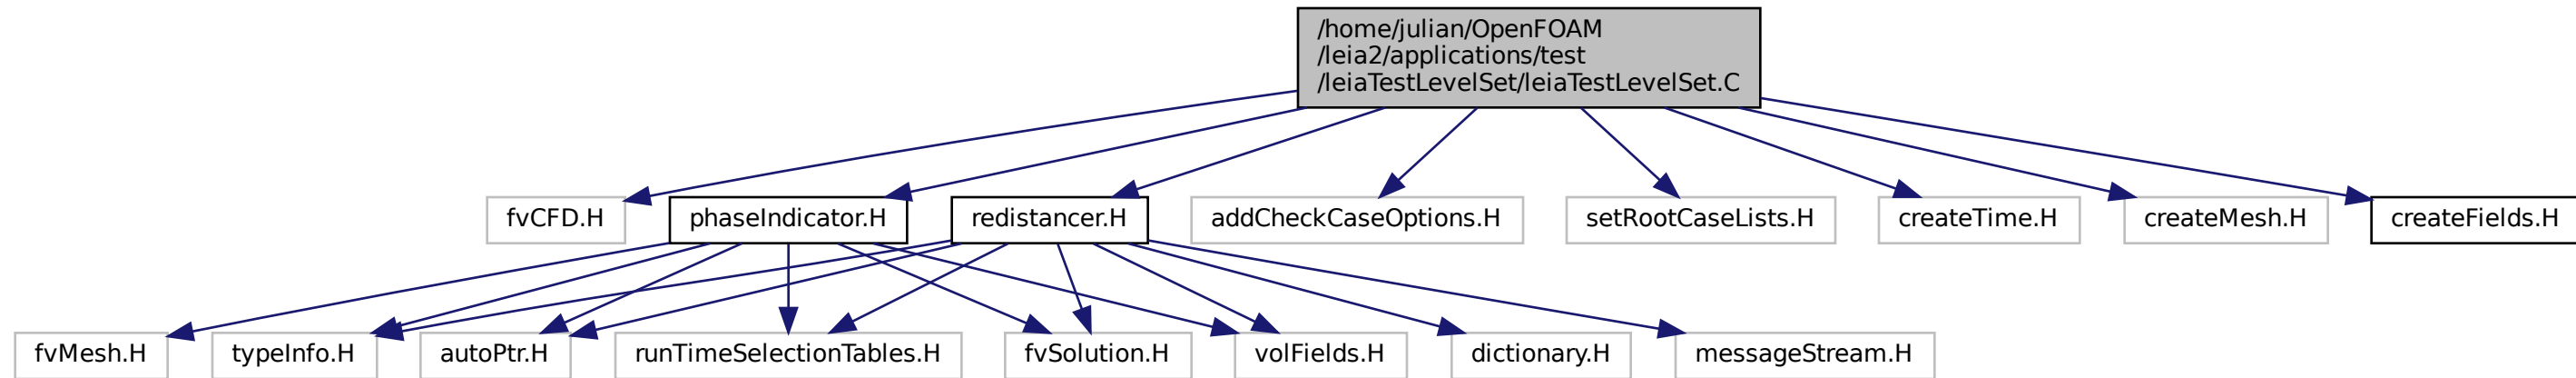 /home/julian/OpenFOAM
/leia2/applications/test
/leiaTestLevelSet/leiaTestLevelSet.C
fvCFD.H
phaseIndicator.H
redistancer.H
addCheckCaseOptions.H
setRootCaseLists.H
createTime.H
createMesh.H
createFields.H
fvMesh.H
typeInfo.H
autoPtr.H
runTimeSelectionTables.H
fvSolution.H
volFields.H
dictionary.H
messageStream.H